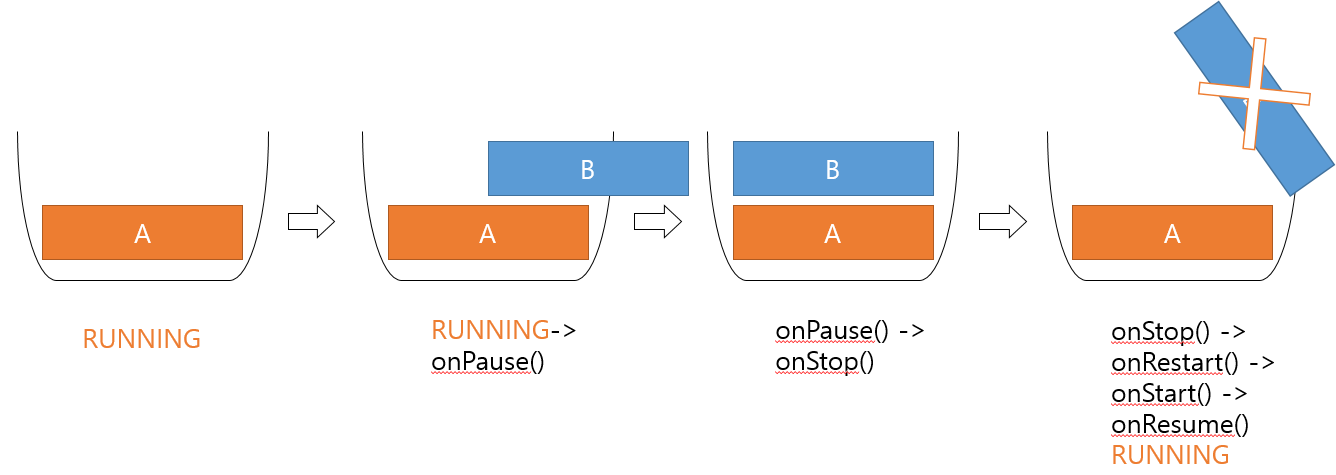 A
B
A
B
A
A
RUNNING
RUNNING->
onPause()
onPause() ->
onStop()
onStop() ->
onRestart() ->
onStart() ->
onResume()
RUNNING